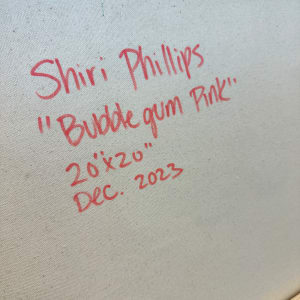 Shiri Phillips
"Bubble gum Pink"
20"x20"
Dec. 2023